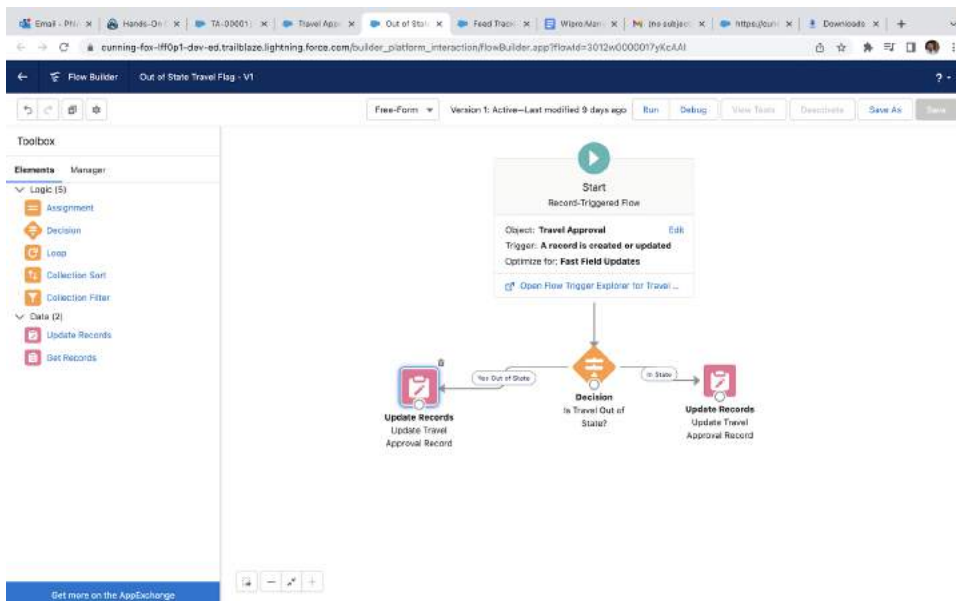 Email - Phi
Hands-On
TA-00001
Travel App
Out of Stat
Feed Track
Wipro Mari
(no subject
Downloads
cunning-fox-lff0p1-dev-ed.trailblaze.lightning.force.com/builder_platform_interaction/flowBuilder.app?flowId=3012w0000017yKcAAI
Flow Builder Out of State Travel Flag - V1
?
Free-Form Version 1: Active—Last modified 9 days ago Run Debug View Tests Deactivate Save As Save
Toolbox
Elements Manager
Logic (5)
Assignment
Decision
Loop
Collection Sort
Collection Filter
Data (2)
Update Records
Get Records
Get more on the AppExchange
Start
Record-Triggered Flow
Object: Travel Approval Edit
Trigger: A record is created or updated
Optimize for: Fast Field Updates
Open Flow Trigger Explorer for Travel ...
Yes Out of State
In State
Decision
Is Travel Out of
State?
Update Records
Update Travel
Approval Record
Update Records
Update Travel
Approval Record